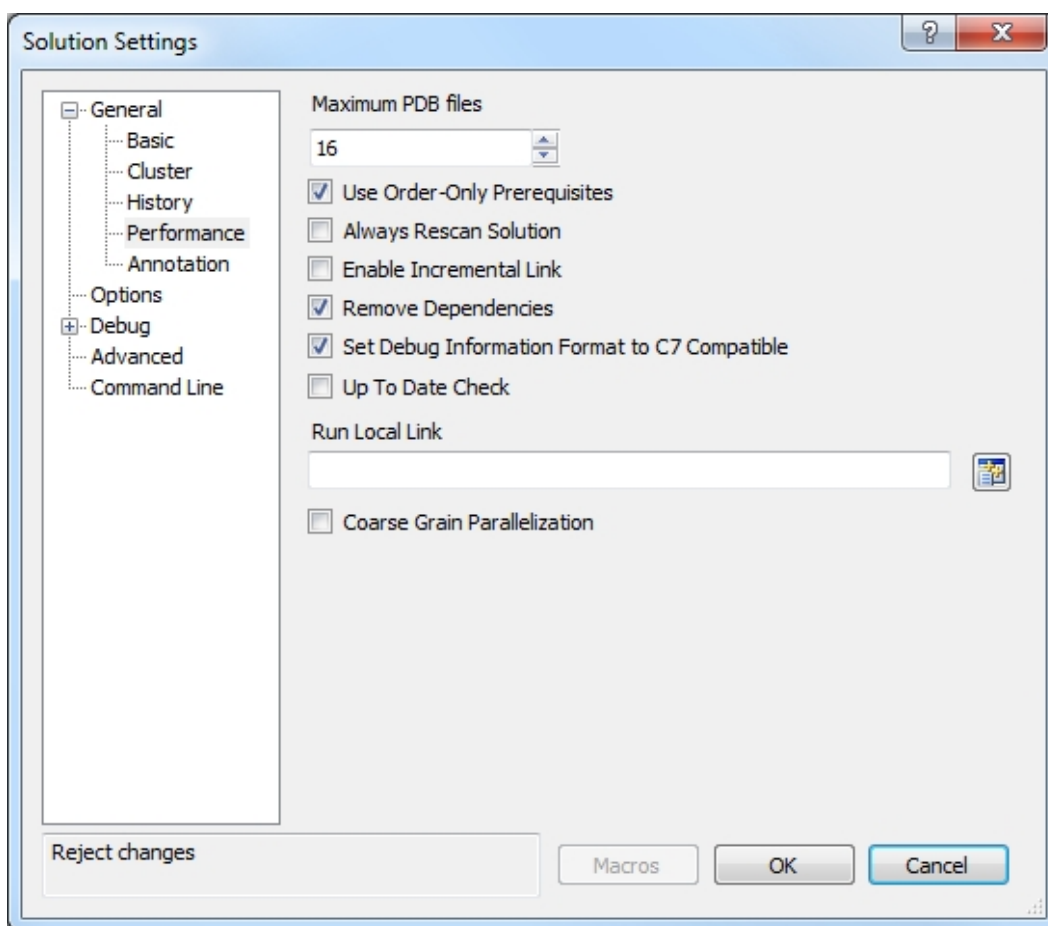 Solution Settings
General
Basic
Cluster
History
Performance
Annotation
Options
Debug
Advanced
Command Line
Maximum PDB files
16
Use Order-Only Prerequisites
Always Rescan Solution
Enable Incremental Link
Remove Dependencies
Set Debug Information Format to C7 Compatible
Up To Date Check
Run Local Link
Coarse Grain Parallelization
Reject changes
Macros
OK
Cancel